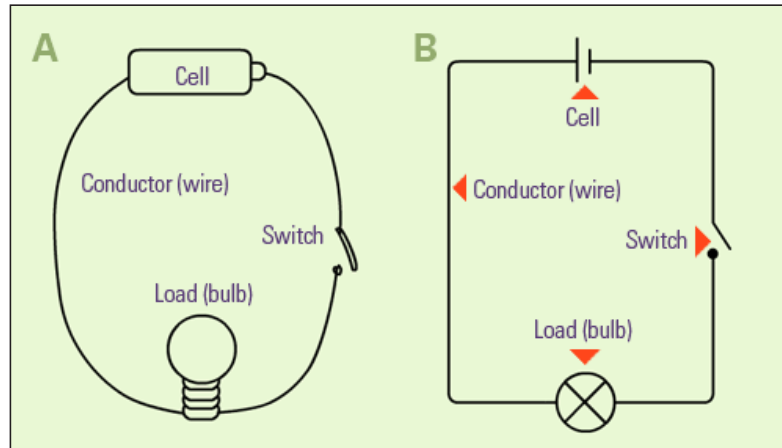 A
Cell
Conductor (wire)
Switch
Load (bulb)
B
Cell
Conductor (wire)
Switch
Load (bulb)